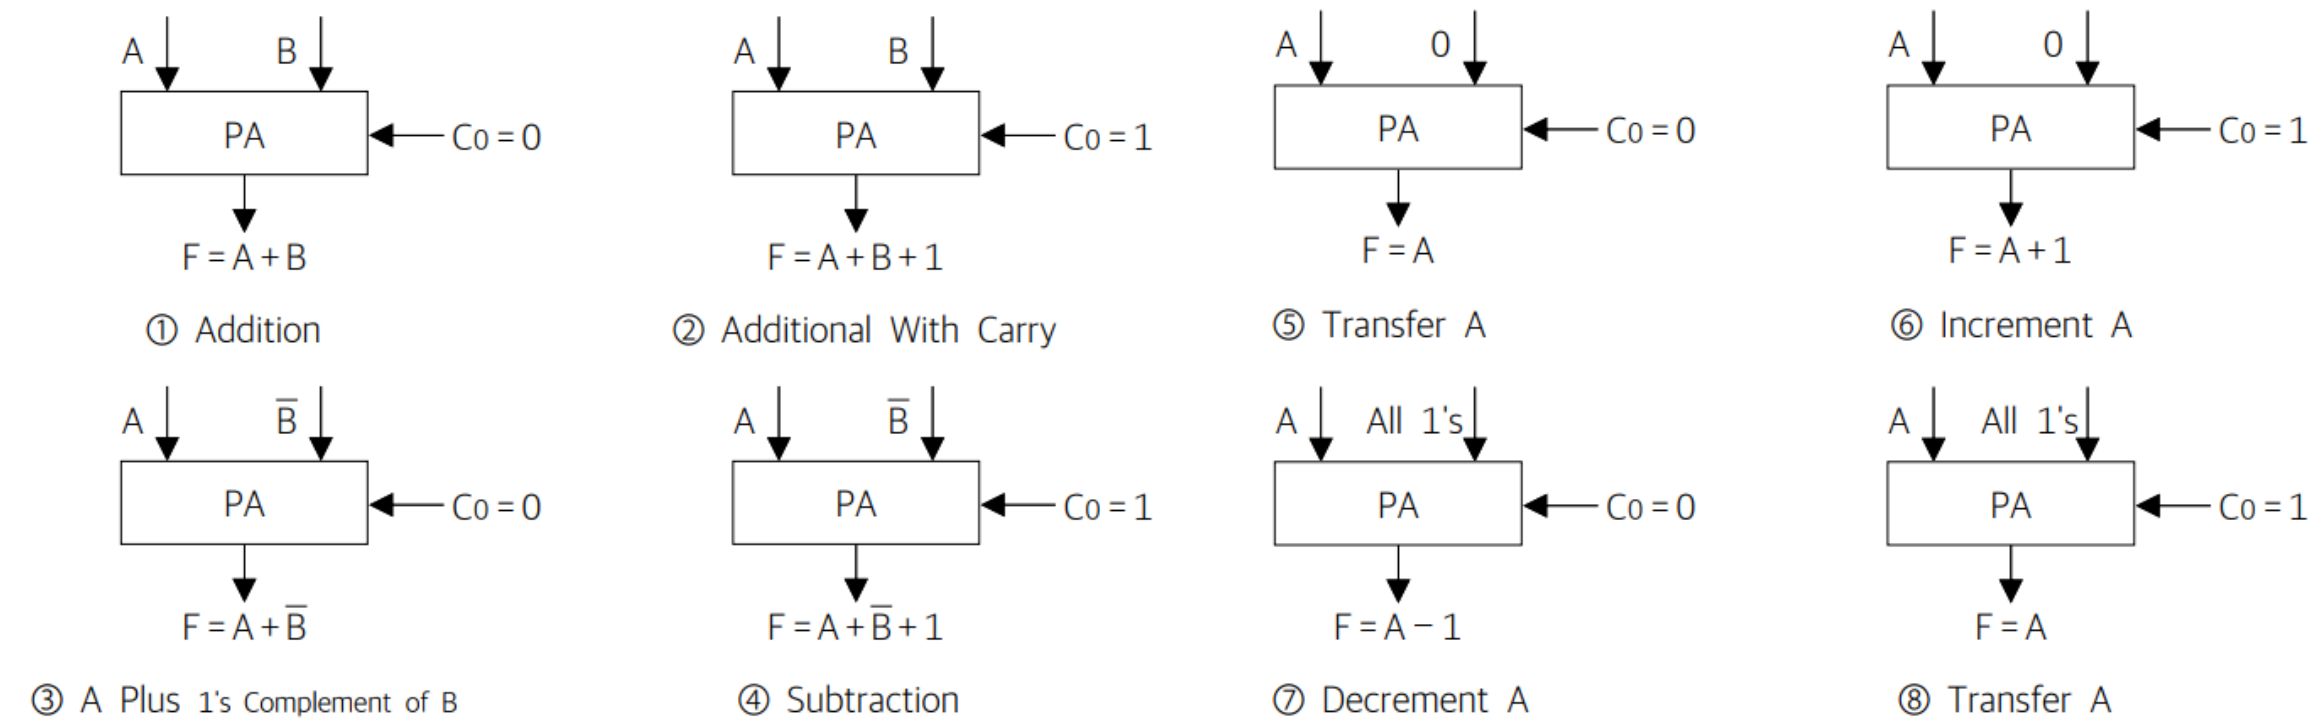 A B A B A 0 A 0
PA Co = 0 PA Co = 1 PA Co = 0 PA Co = 1
F = A + B F = A + B + 1 F = A F = A + 1
① Addition ② Additional With Carry ⑤ Transfer A ⑥ Increment A
A B̅ A B̅ A All 1's A All 1's
PA Co = 0 PA Co = 1 PA Co = 0 PA Co = 1
F = A + B̅ F = A + B̅ + 1 F = A − 1 F = A
③ A Plus 1's Complement of B ④ Subtraction ⑦ Decrement A ⑧ Transfer A